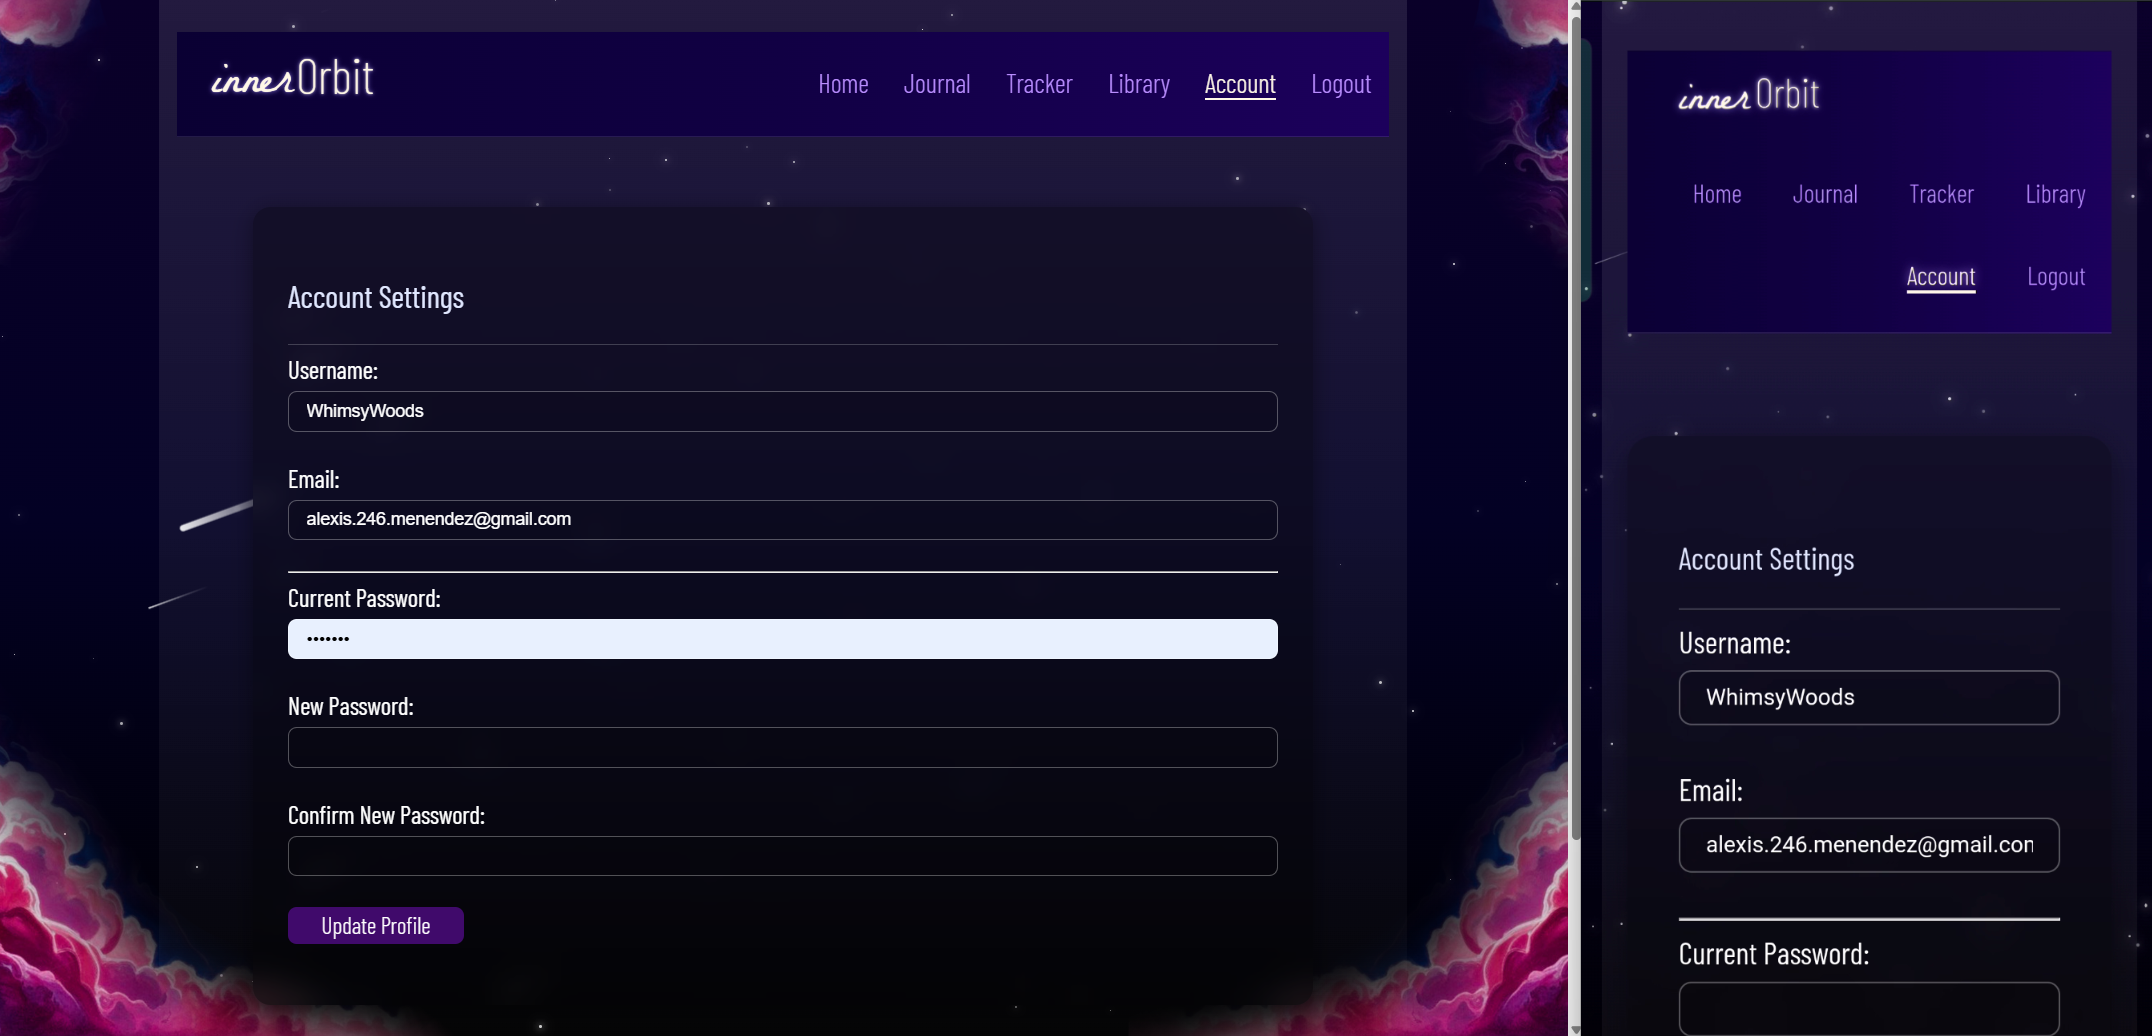 innerOrbit
Home Journal Tracker Library Account Logout
Account Settings
Username:
WhimsyWoods
Email:
alexis.246.menendez@gmail.com
Current Password:
•••••••
New Password:
Confirm New Password:
Update Profile
innerOrbit
Home Journal Tracker Library
Account Logout
Account Settings
Username:
WhimsyWoods
Email:
alexis.246.menendez@gmail.con
Current Password: